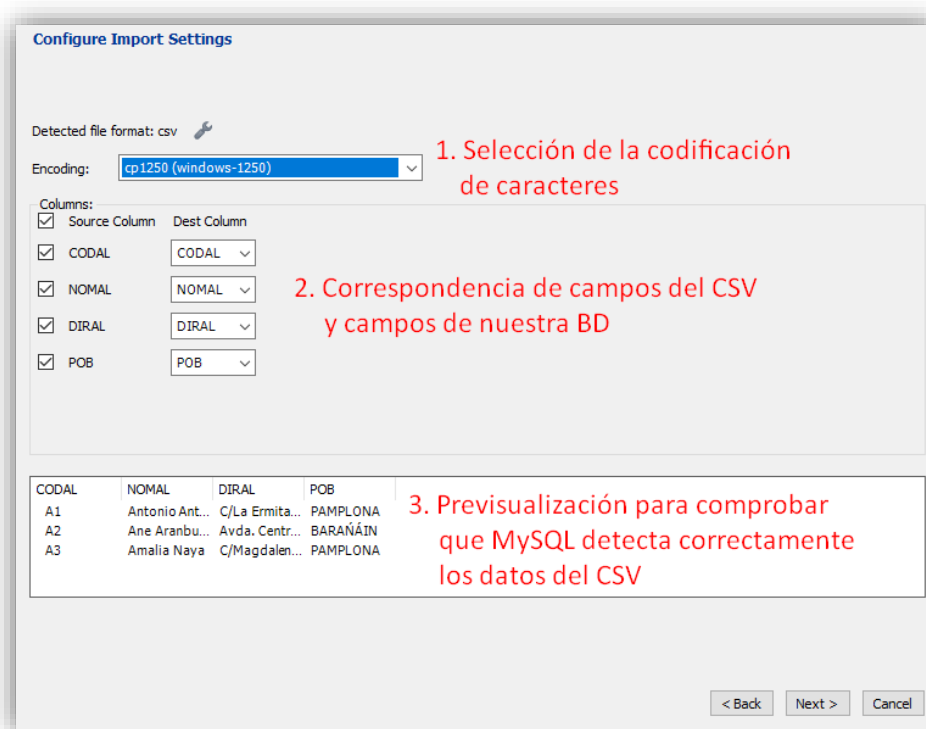 Configure Import Settings
Detected file format: csv
1. Selección de la codificación
de caracteres
Encoding: cp1250 (windows-1250)
Columns:
Source Column Dest Column
CODAL CODAL
NOMAL NOMAL
2. Correspondencia de campos del CSV
y campos de nuestra BD
DIRAL DIRAL
POB POB
CODAL NOMAL DIRAL POB
A1 Antonio Ant... C/La Ermita... PAMPLONA
A2 Ane Aranbu... Avda. Centr... BARAŃÁIN
A3 Amalia Naya C/Magdalen... PAMPLONA
3. Previsualización para comprobar
que MySQL detecta correctamente
los datos del CSV
< Back Next > Cancel